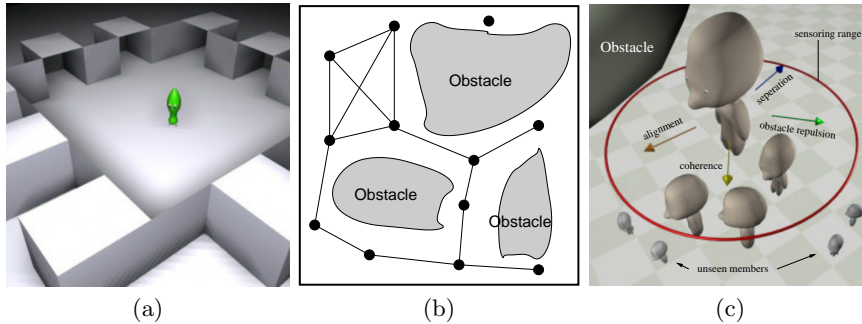 Obstacle
Obstacle
Obstacle
Obstacle
sensoring range
seperation
obstacle repulsion
alignment
coherence
unseen members
(a)
(b)
(c)